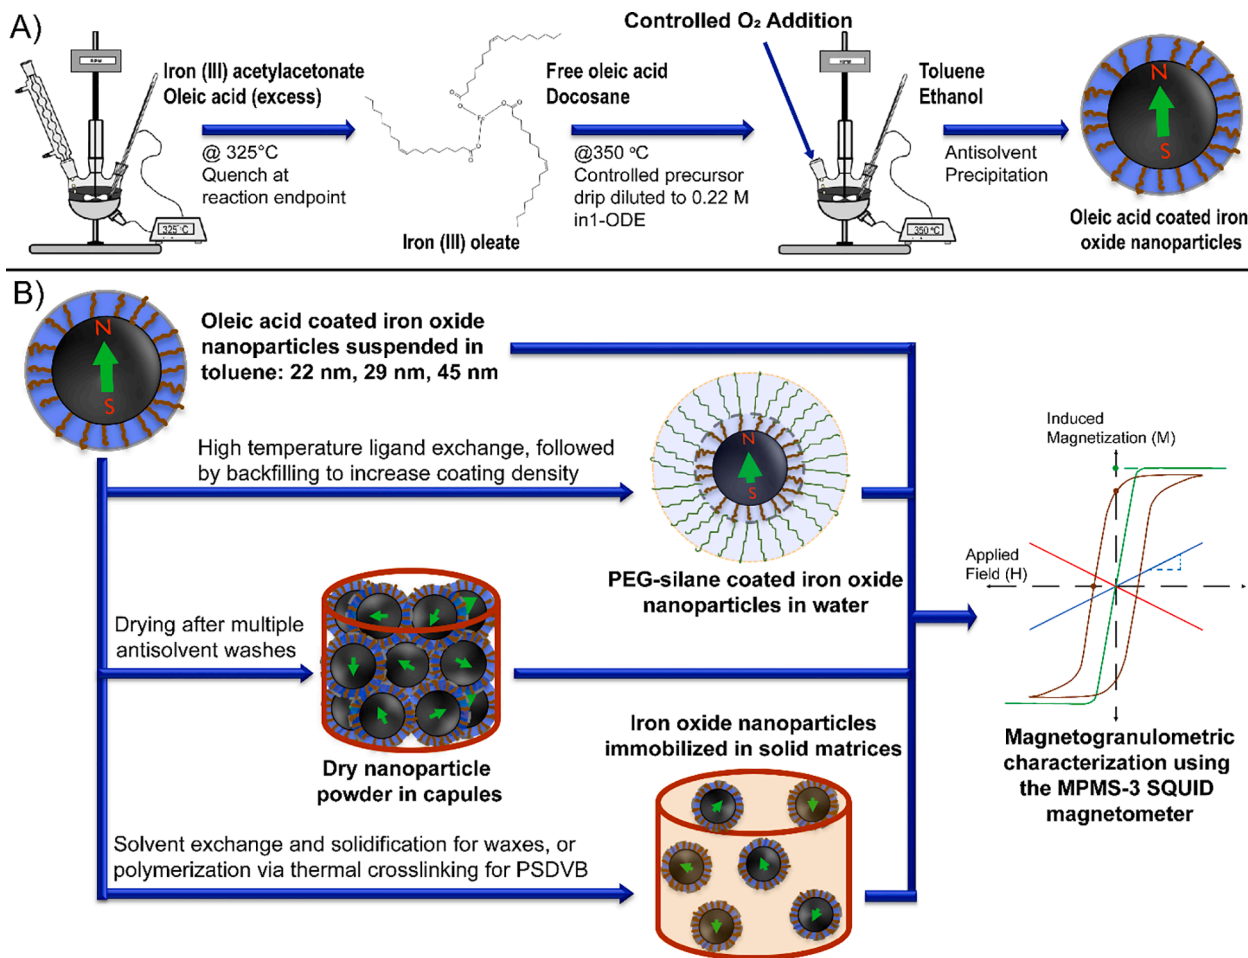 A)
Iron (III) acetylacetonate
Oleic acid (excess)
@ 325°C
Quench at
reaction endpoint
325 °C
Iron (III) oleate
Free oleic acid
Docosane
@350 °C
Controlled precursor
drip diluted to 0.22 M
in1-ODE
Controlled O₂ Addition
350 °C
Toluene
Ethanol
Antisolvent
Precipitation
N
S
Oleic acid coated iron
oxide nanoparticles
B)
N
S
Oleic acid coated iron oxide
nanoparticles suspended in
toluene: 22 nm, 29 nm, 45 nm
High temperature ligand exchange, followed
by backfilling to increase coating density
N
S
PEG-silane coated iron oxide
nanoparticles in water
Drying after multiple
antisolvent washes
Dry nanoparticle
powder in capules
Iron oxide nanoparticles
immobilized in solid matrices
Solvent exchange and solidification for waxes, or
polymerization via thermal crosslinking for PSDVB
Induced
Magnetization (M)
Applied
Field (H)
Magnetogranulometric
characterization using
the MPMS-3 SQUID
magnetometer